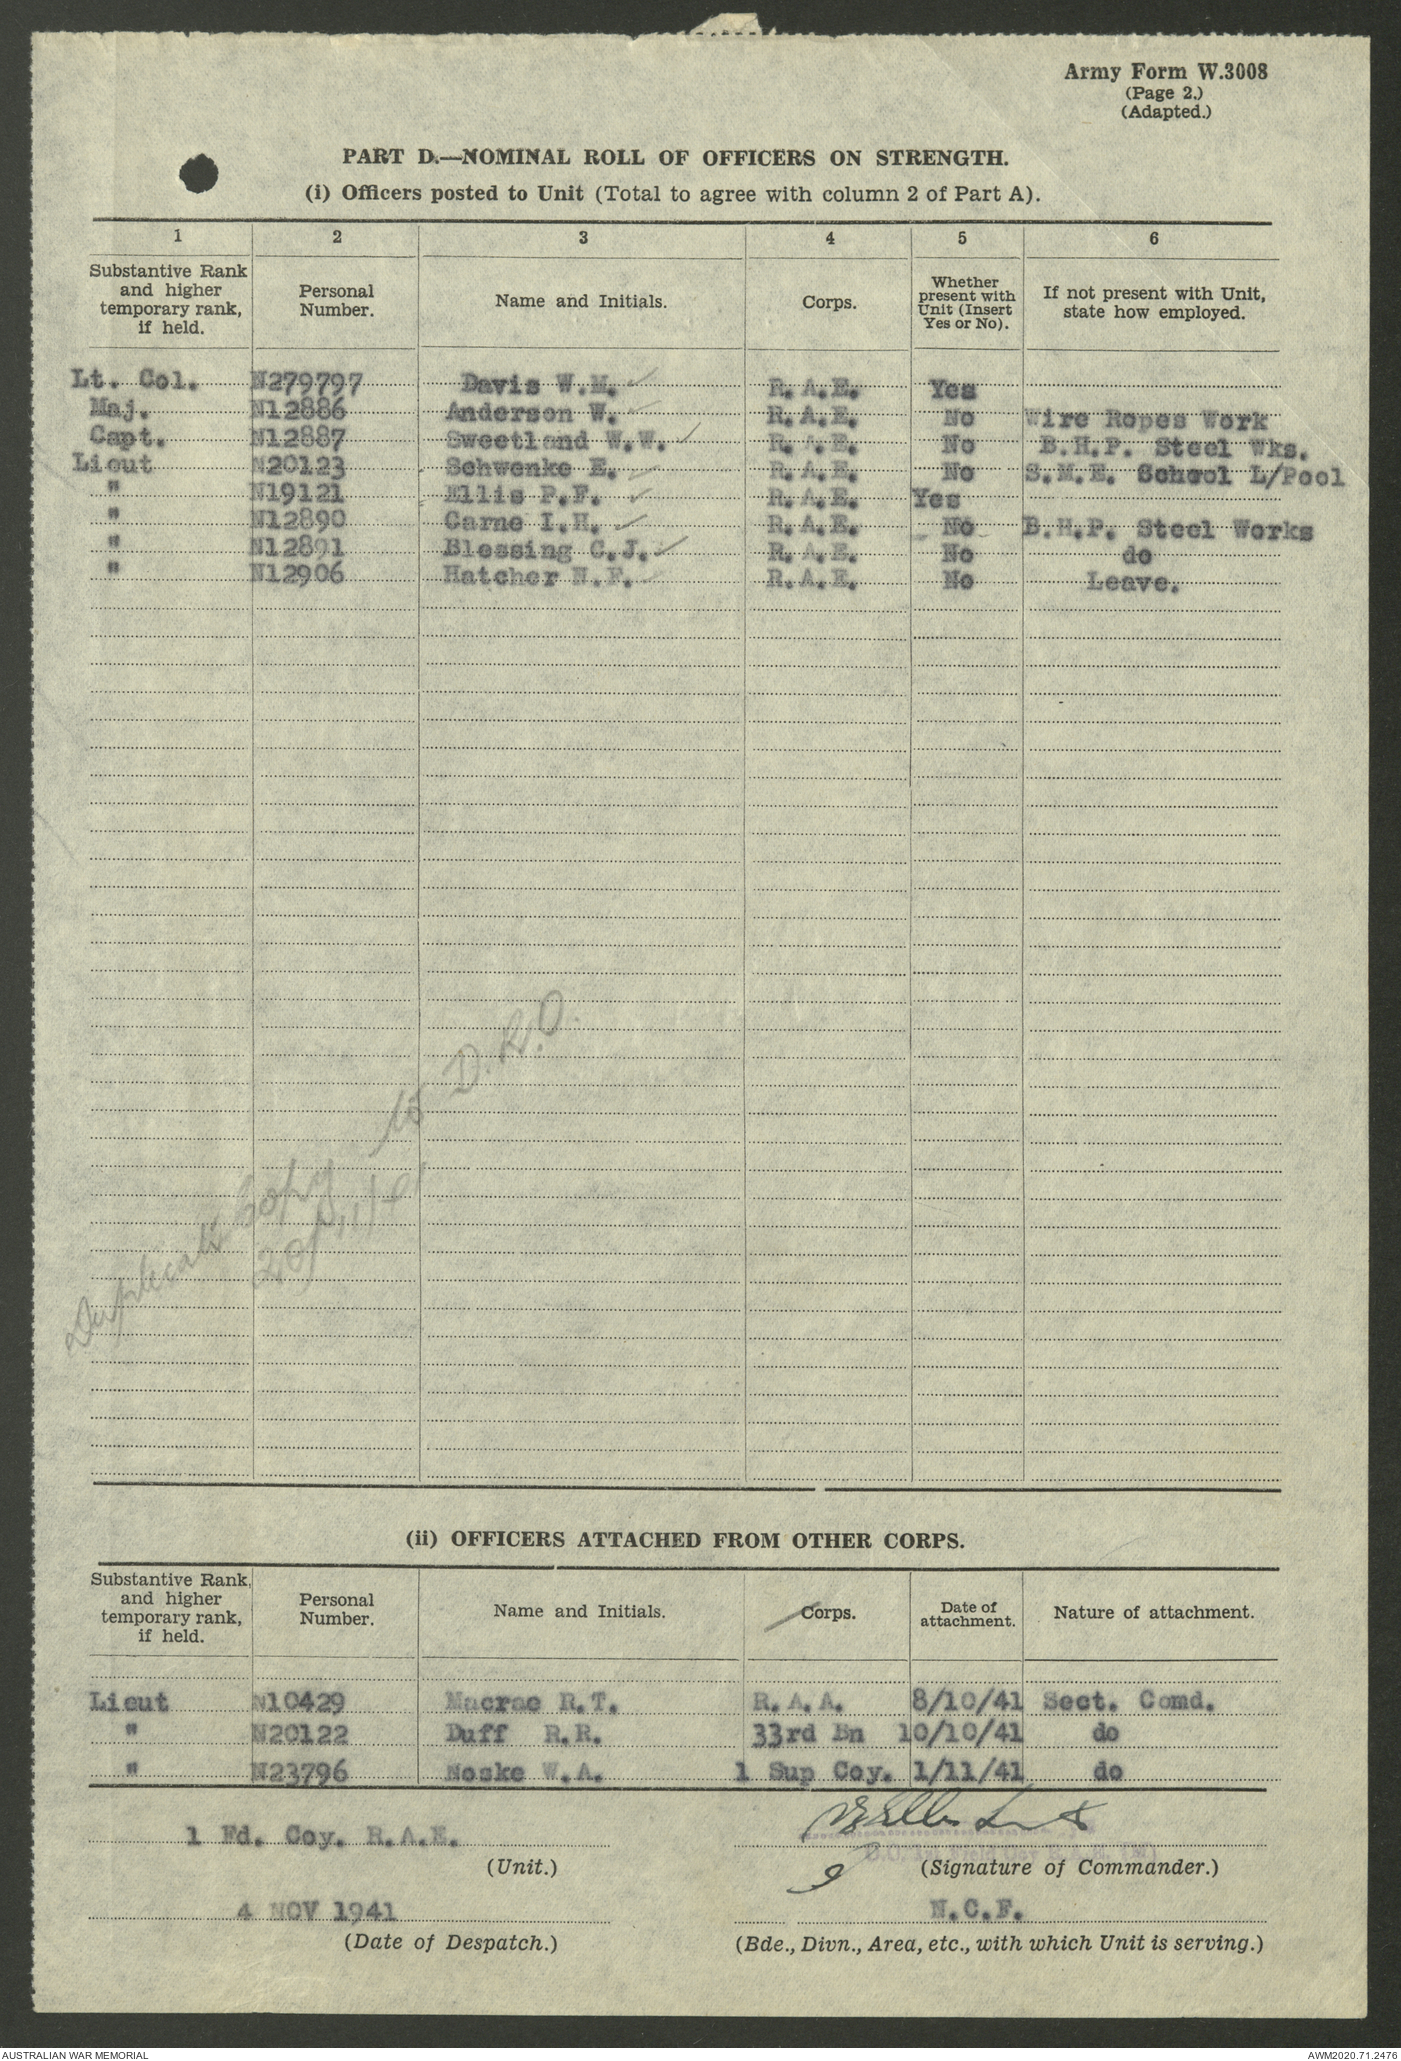 Army Form W.3008
(Page 2.)
(Adapted.)
PART D.—NOMINAL ROLL OF OFFICERS ON STRENGTH.
(i) Officers posted to Unit (Total to agree with column 2 of Part A).
1 2 3 4 5 6
Substantive Rank and higher temporary rank, if held. Personal Number. Name and Initials. Corps. Whether present with Unit (Insert Yes or No). If not present with Unit, state how employed.
Lt. Col. N279797 Davis W.M. ✓ R.A.E. Yes
Maj. N12886 Anderson W. ✓ R.A.E. No Wire Ropes Work
Capt. N12887 Sweetland W.W. ✓ R.A.E. No B.H.P. Steel Wks.
Lieut N20123 Schwenke E. ✓ R.A.E. No S.M.E. School L/Pool
" N19121 Ellis P.F. ✓ R.A.E. Yes
" N12890 Carne I.H. ✓ R.A.E. No B.H.P. Steel Works
" N12891 Blessing C.J. ✓ R.A.E. No do
" N12906 Hatcher N.F. ✓ R.A.E. No Leave.
Duplicate Copy to D.R.O.
20/11/41
(ii) OFFICERS ATTACHED FROM OTHER CORPS.
Substantive Rank, and higher temporary rank, if held. Personal Number. Name and Initials. Corps. Date of attachment. Nature of attachment.
Lieut N10429 Macrae R.T. R.A.A. 8/10/41 Sect. Comd.
" N20122 Duff R.R. 33rd Bn 10/10/41 do
" N23796 Noske W.A. 1 Sup Coy. 1/11/41 do
1 Fd. Coy. R.A.E.
(Unit.)
Ellis Lieut
O.C. 1st Field Coy R.A.E.
(Signature of Commander.)
4 NOV 1941
(Date of Despatch.)
N.C.F.
(Bde., Divn., Area, etc., with which Unit is serving.)
AUSTRALIAN WAR MEMORIAL
AWM2020.71.2476